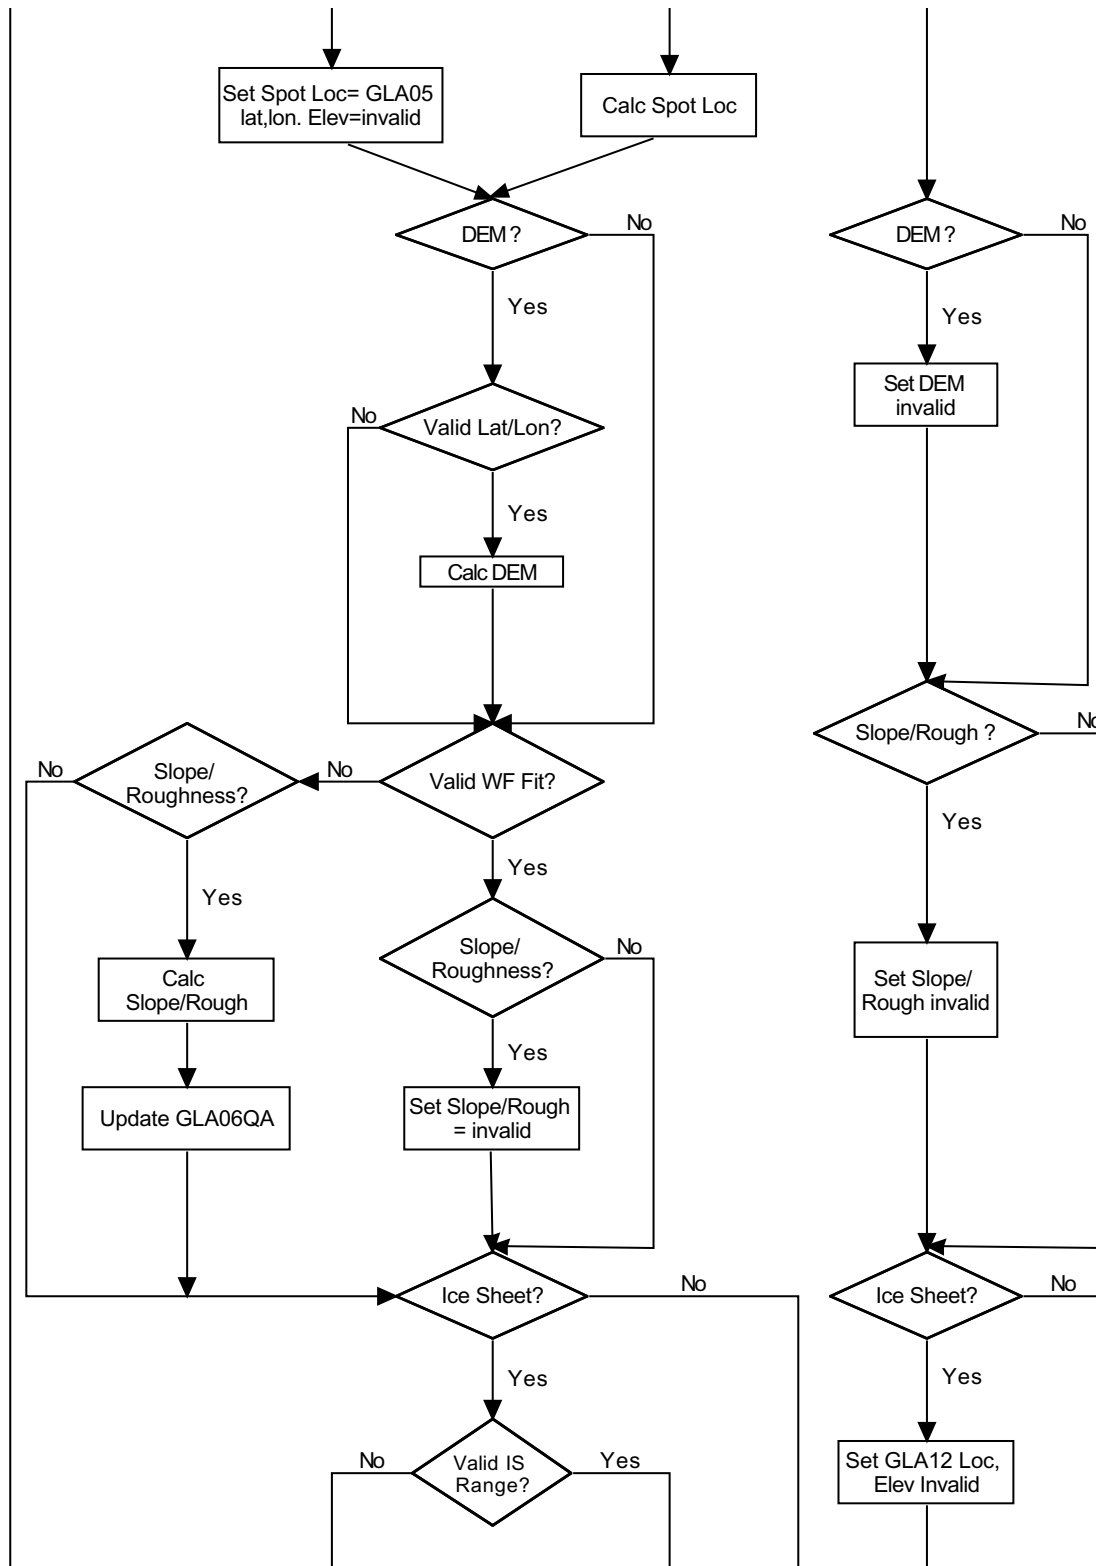 Set Spot Loc= GLA05
lat,lon. Elev=invalid
Calc Spot Loc
DEM ?
No
DEM ?
No
Yes
Yes
Set DEM
invalid
No
Valid Lat/Lon?
Yes
Calc DEM
No
Slope/
Roughness?
No
Valid WF Fit?
Slope/Rough ?
No
Yes
Yes
Yes
Slope/
Roughness?
No
Calc
Slope/Rough
Set Slope/
Rough invalid
Yes
Update GLA06QA
Set Slope/Rough
= invalid
Ice Sheet?
No
Ice Sheet?
No
Yes
Yes
No
Valid IS
Range?
Yes
Set GLA12 Loc,
Elev Invalid